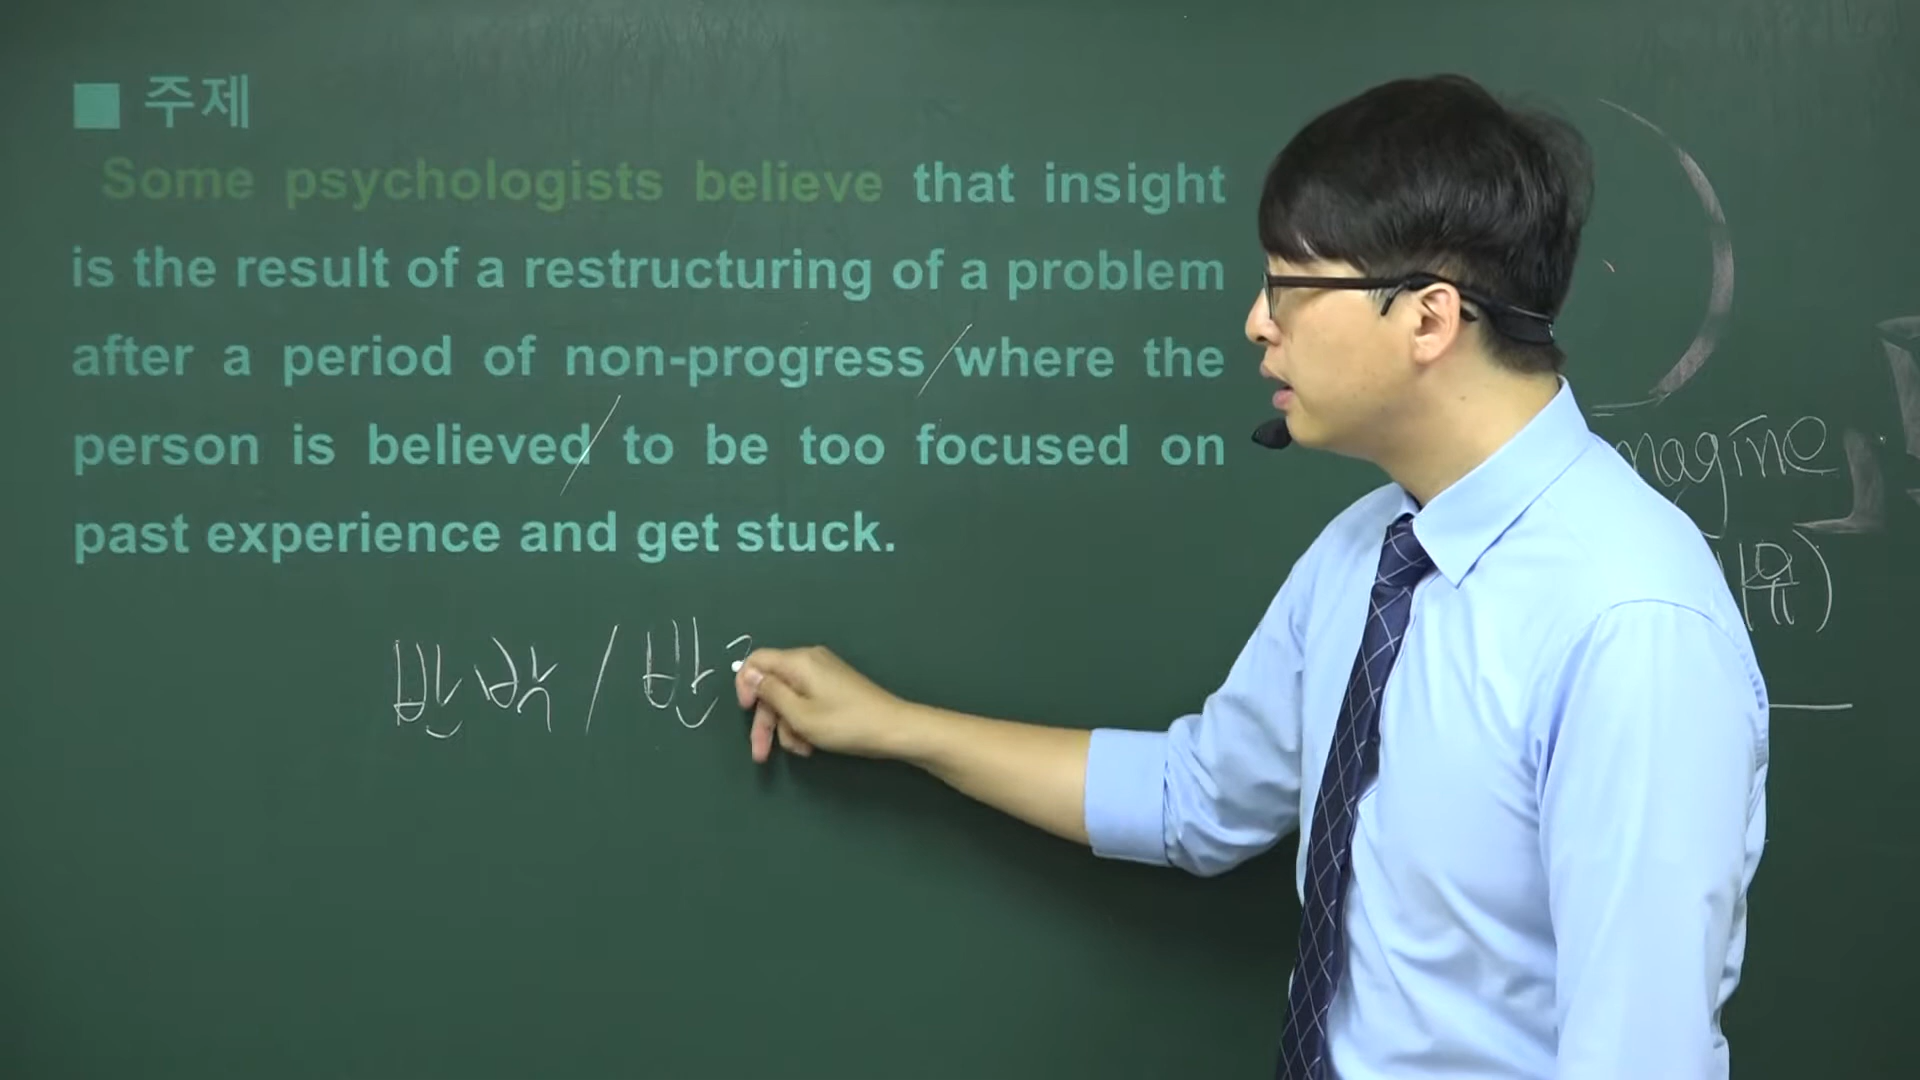 ■ 주제
Some psychologists believe that insight
is the result of a restructuring of a problem
after a period of non-progress where the
person is believed to be too focused on
past experience and get stuck.
반박 / 반